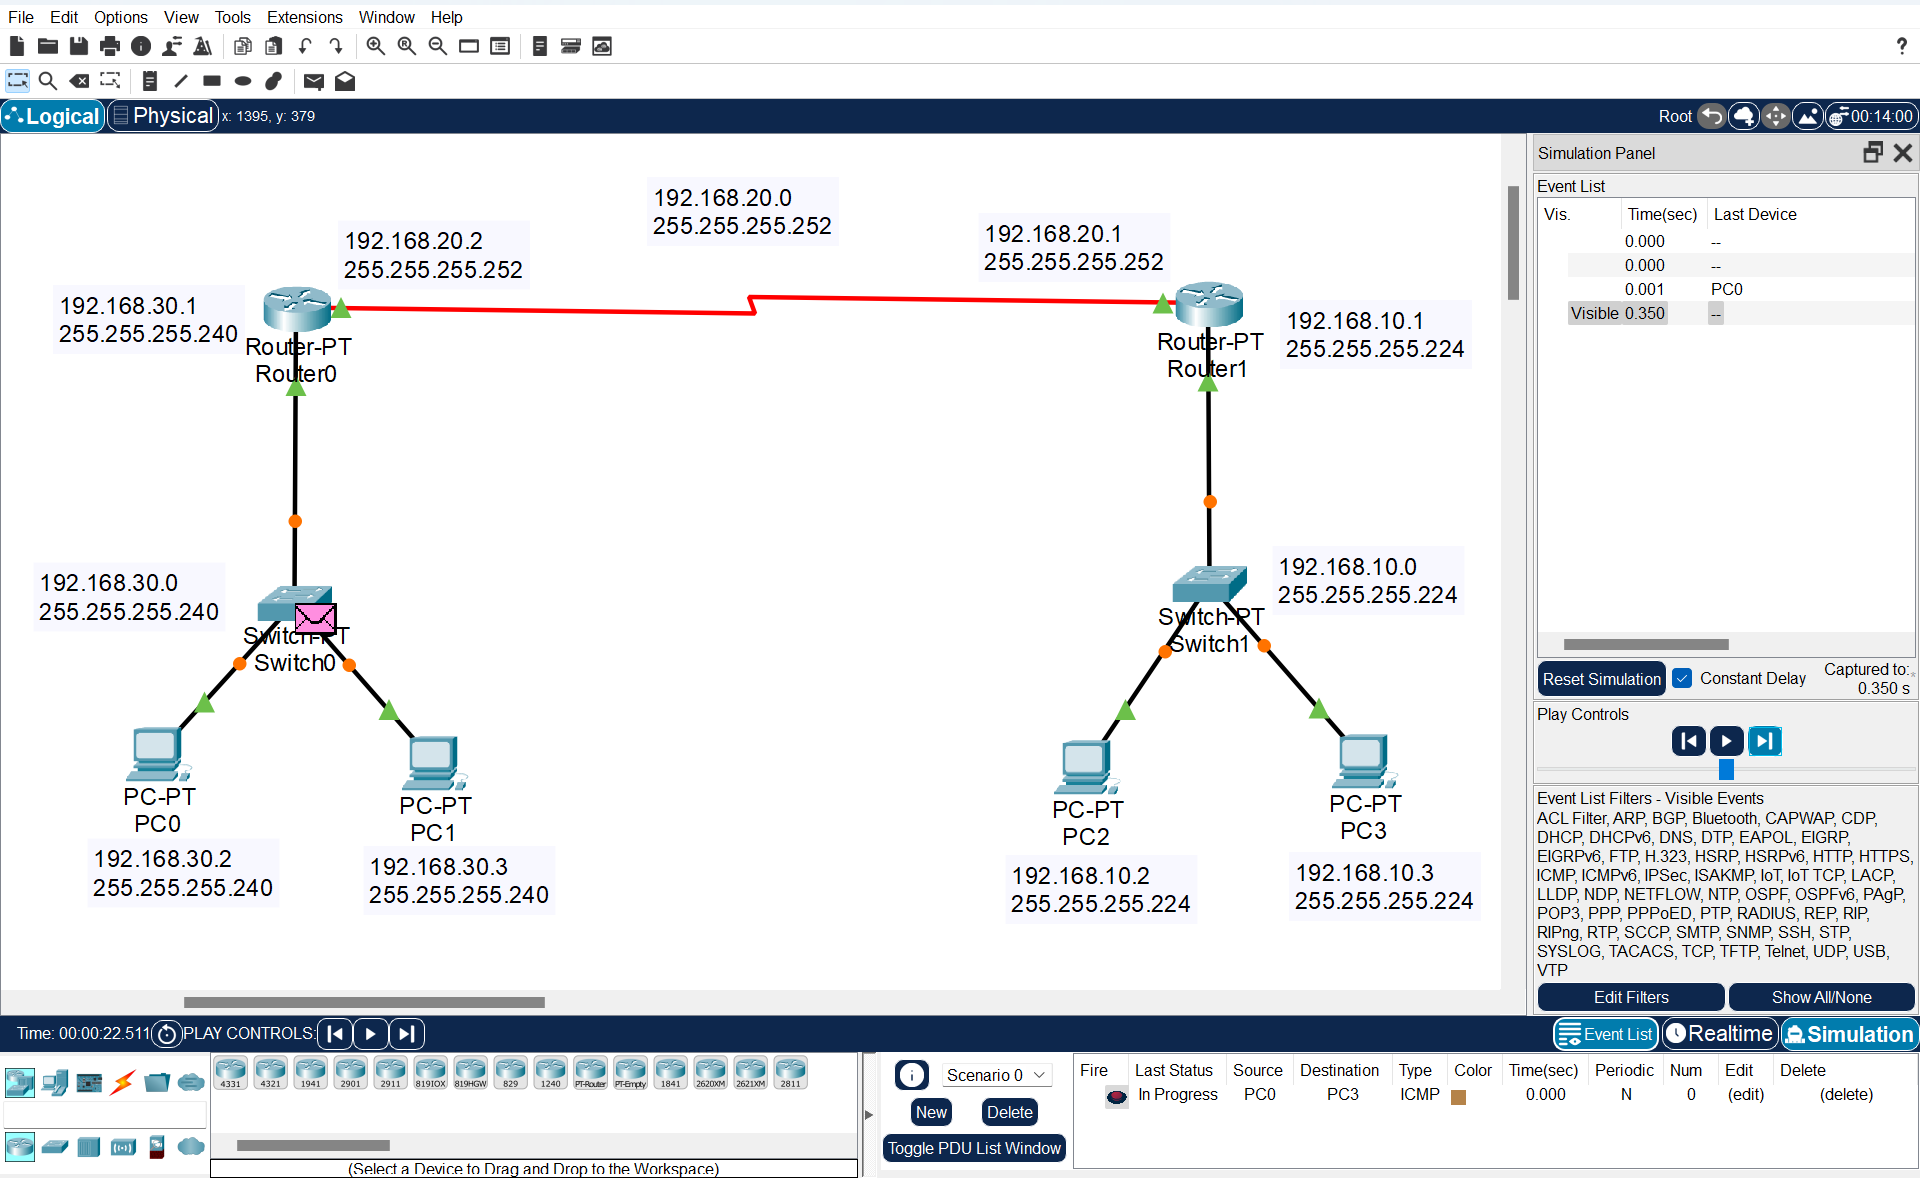 File Edit Options View Tools Extensions Window Help
?
Logical Physical x: 1395, y: 379 Root 00:14:00
192.168.20.0
255.255.255.252
192.168.20.2
255.255.255.252
192.168.20.1
255.255.255.252
192.168.30.1
255.255.255.240
Router-PT
Router0
192.168.10.1
255.255.255.224
Router-PT
Router1
192.168.30.0
255.255.255.240
Switch-PT
Switch0
192.168.10.0
255.255.255.224
Switch-PT
Switch1
PC-PT
PC0
192.168.30.2
255.255.255.240
PC-PT
PC1
192.168.30.3
255.255.255.240
PC-PT
PC2
192.168.10.2
255.255.255.224
PC-PT
PC3
192.168.10.3
255.255.255.224
Simulation Panel
Event List
Vis. Time(sec) Last Device
0.000 --
0.000 --
0.001 PC0
Visible 0.350 --
Reset Simulation Constant Delay Captured to:
0.350 s
Play Controls
Event List Filters - Visible Events
ACL Filter, ARP, BGP, Bluetooth, CAPWAP, CDP,
DHCP, DHCPv6, DNS, DTP, EAPOL, EIGRP,
EIGRPv6, FTP, H.323, HSRP, HSRPv6, HTTP, HTTPS,
ICMP, ICMPv6, IPSec, ISAKMP, IoT, IoT TCP, LACP,
LLDP, NDP, NETFLOW, NTP, OSPF, OSPFv6, PAgP,
POP3, PPP, PPPoED, PTP, RADIUS, REP, RIP,
RIPng, RTP, SCCP, SMTP, SNMP, SSH, STP,
SYSLOG, TACACS, TCP, TFTP, Telnet, UDP, USB,
VTP
Edit Filters Show All/None
Time: 00:00:22.511 PLAY CONTROLS: Event List Realtime Simulation
4331 4321 1941 2901 2911 819IOX 819HGW 829 1240 PT-Router PT-Empty 1841 2620XM 2621XM 2811
(Select a Device to Drag and Drop to the Workspace)
Scenario 0
New Delete
Toggle PDU List Window
Fire Last Status Source Destination Type Color Time(sec) Periodic Num Edit Delete
In Progress PC0 PC3 ICMP 0.000 N 0 (edit) (delete)